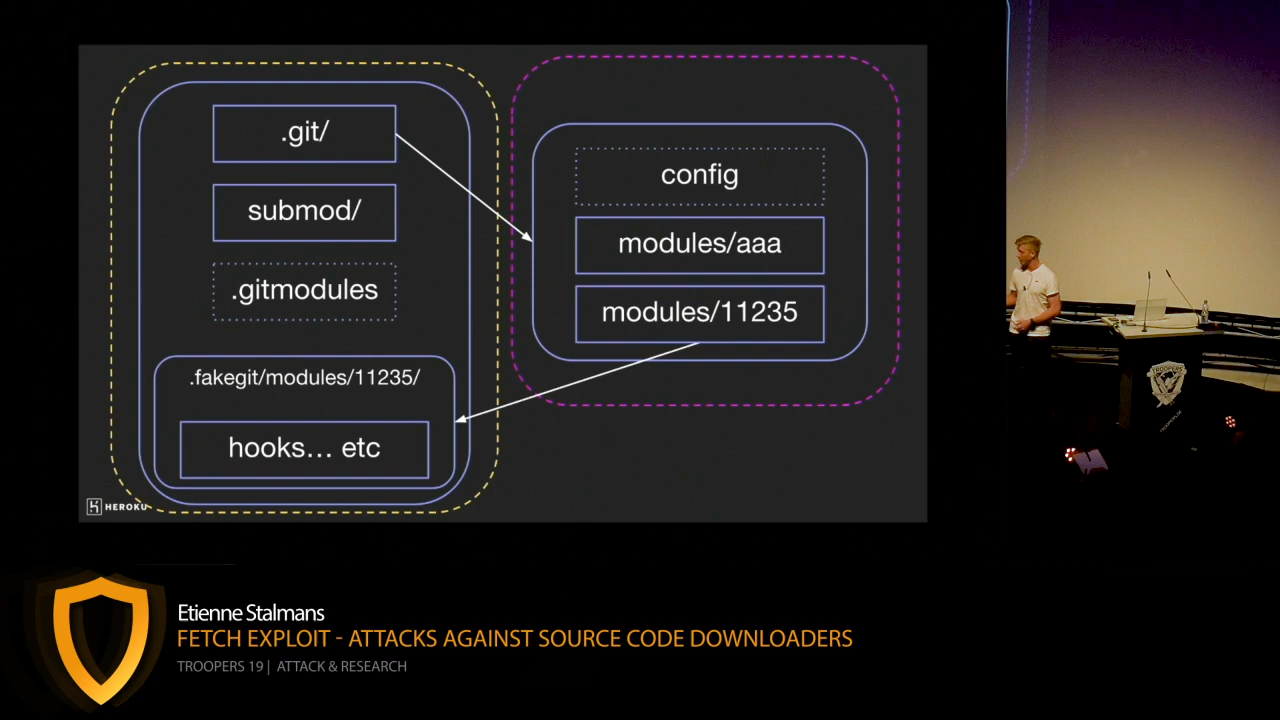 .git/
submod/
.gitmodules
.fakegit/modules/11235/
hooks... etc
config
modules/aaa
modules/11235
HEROKU
TROOPERS
Etienne Stalmans
FETCH EXPLOIT - ATTACKS AGAINST SOURCE CODE DOWNLOADERS
TROOPERS 19 | ATTACK & RESEARCH